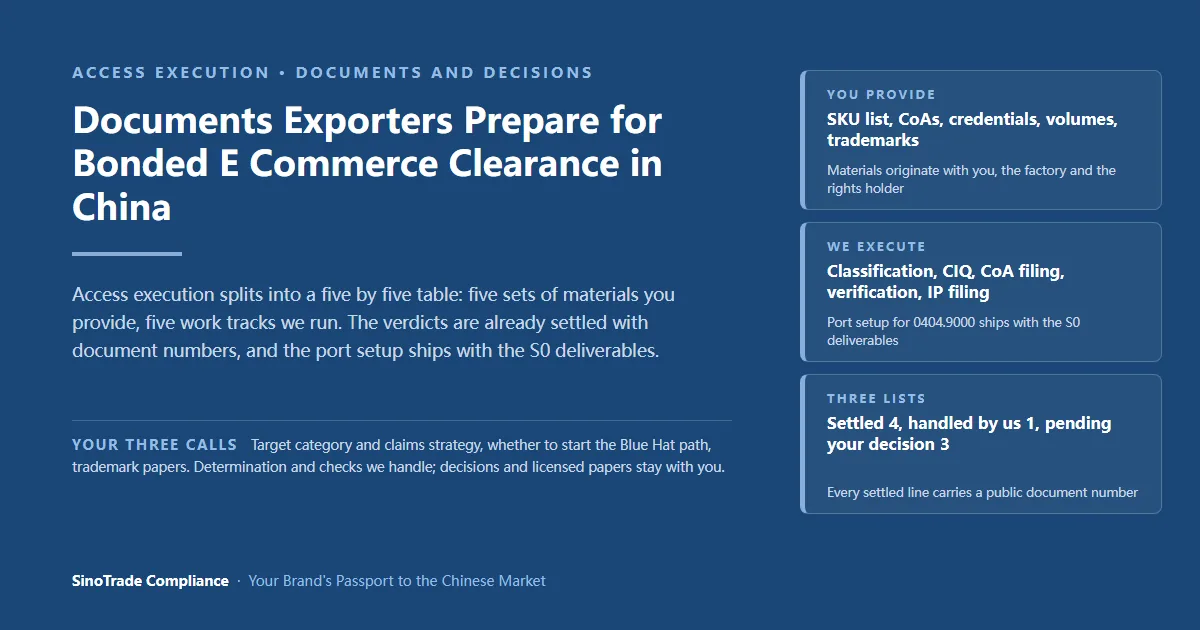 ACCESS EXECUTION • DOCUMENTS AND DECISIONS
Documents Exporters Prepare for
Bonded E Commerce Clearance in
China
Access execution splits into a five by five table: five sets of materials you
provide, five work tracks we run. The verdicts are already settled with
document numbers, and the port setup ships with the S0 deliverables.
YOUR THREE CALLS Target category and claims strategy, whether to start the Blue Hat path,
trademark papers. Determination and checks we handle; decisions and licensed papers stay with you.
SinoTrade Compliance · Your Brand's Passport to the Chinese Market
YOU PROVIDE
SKU list, CoAs, credentials, volumes,
trademarks
Materials originate with you, the factory and the
rights holder
WE EXECUTE
Classification, CIQ, CoA filing,
verification, IP filing
Port setup for 0404.9000 ships with the S0
deliverables
THREE LISTS
Settled 4, handled by us 1, pending
your decision 3
Every settled line carries a public document number